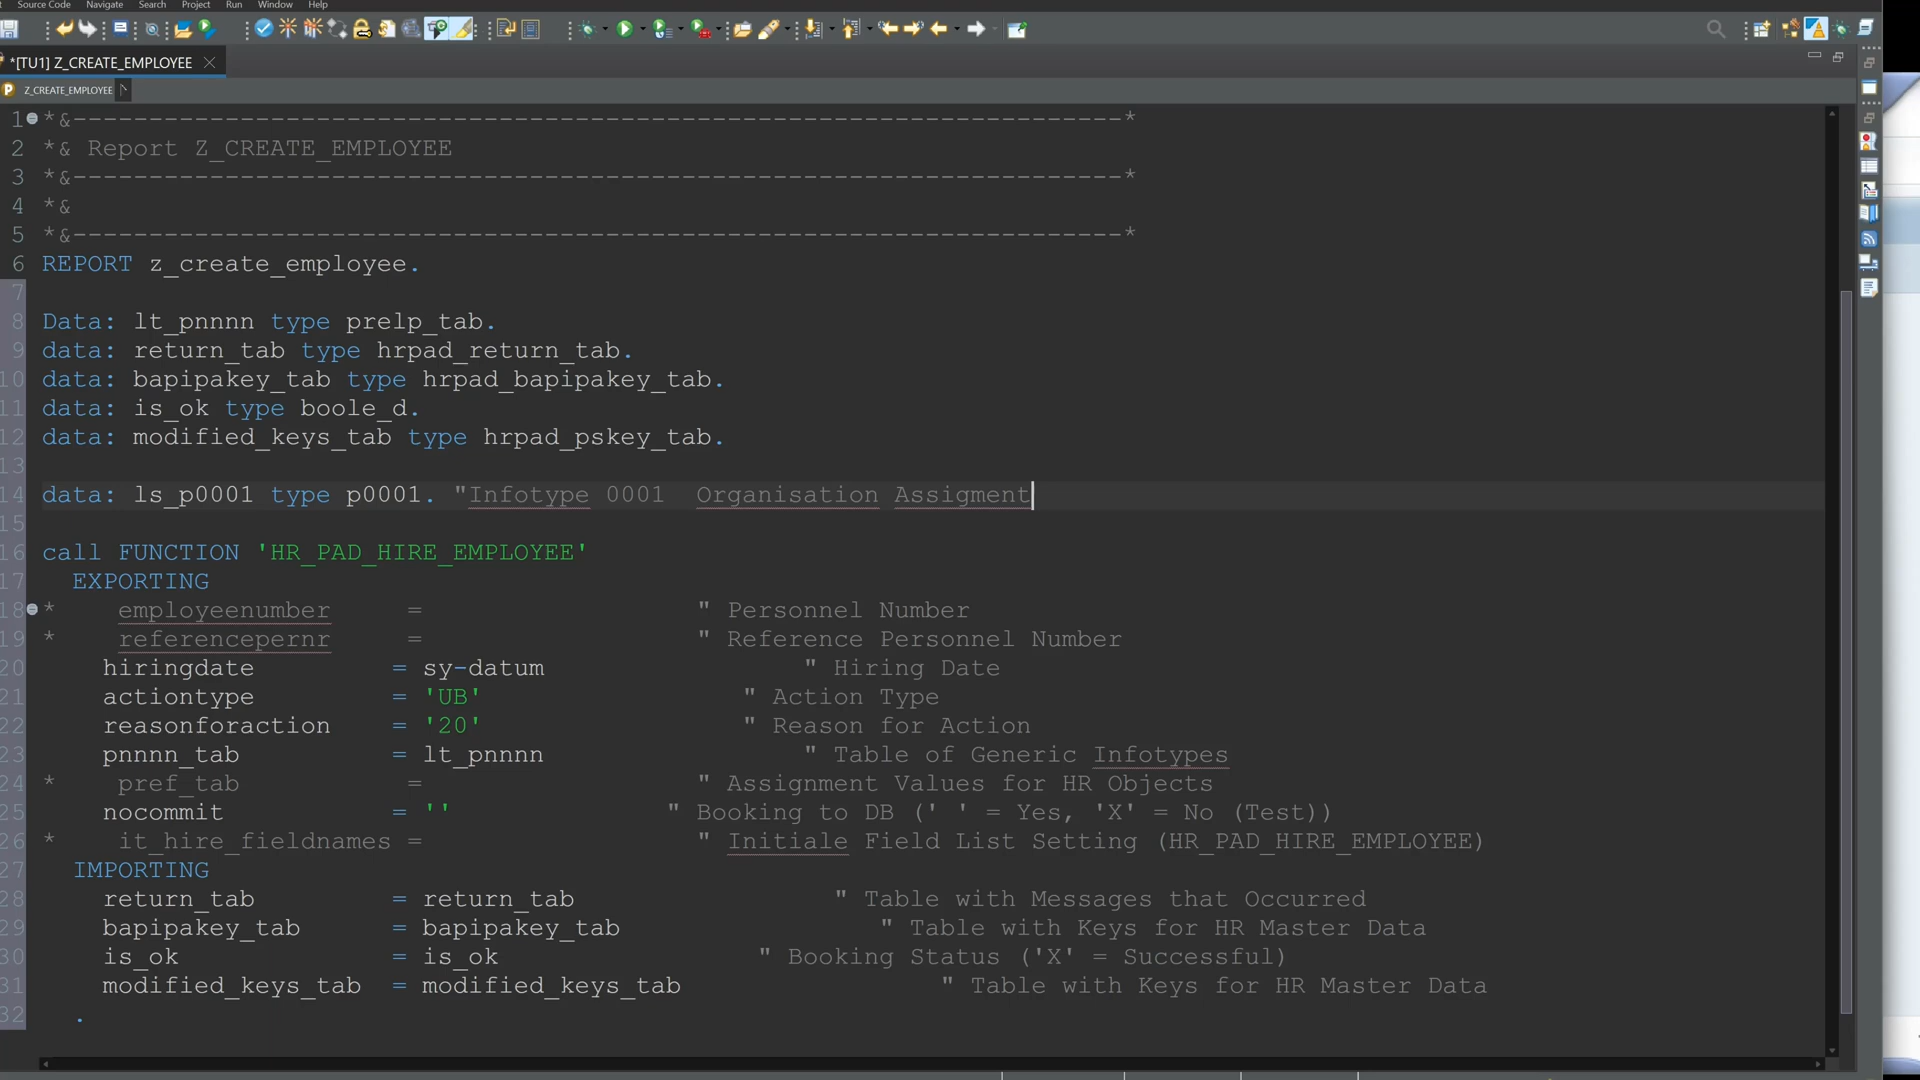 Source Code Navigate Search Project Run Window Help
*[TU1] Z_CREATE_EMPLOYEE
P Z_CREATE_EMPLOYEE
1 *&---------------------------------------------------------------------*
2 *& Report Z_CREATE_EMPLOYEE
3 *&---------------------------------------------------------------------*
4 *&
5 *&---------------------------------------------------------------------*
6 REPORT z_create_employee.
7
8 Data: lt_pnnnn type prelp_tab.
9 data: return_tab type hrpad_return_tab.
10 data: bapipakey_tab type hrpad_bapipakey_tab.
11 data: is_ok type boole_d.
12 data: modified_keys_tab type hrpad_pskey_tab.
13
14 data: ls_p0001 type p0001. "Infotype 0001  Organisation Assigment
15
16 call FUNCTION 'HR_PAD_HIRE_EMPLOYEE'
17 EXPORTING
18 * employeenumber = " Personnel Number
19 * referencepernr = " Reference Personnel Number
20 hiringdate = sy-datum " Hiring Date
21 actiontype = 'UB' " Action Type
22 reasonforaction = '20' " Reason for Action
23 pnnnn_tab = lt_pnnnn " Table of Generic Infotypes
24 * pref_tab = " Assignment Values for HR Objects
25 nocommit = '' " Booking to DB (' ' = Yes, 'X' = No (Test))
26 * it_hire_fieldnames = " Initiale Field List Setting (HR_PAD_HIRE_EMPLOYEE)
27 IMPORTING
28 return_tab = return_tab " Table with Messages that Occurred
29 bapipakey_tab = bapipakey_tab " Table with Keys for HR Master Data
30 is_ok = is_ok " Booking Status ('X' = Successful)
31 modified_keys_tab = modified_keys_tab " Table with Keys for HR Master Data
32 .